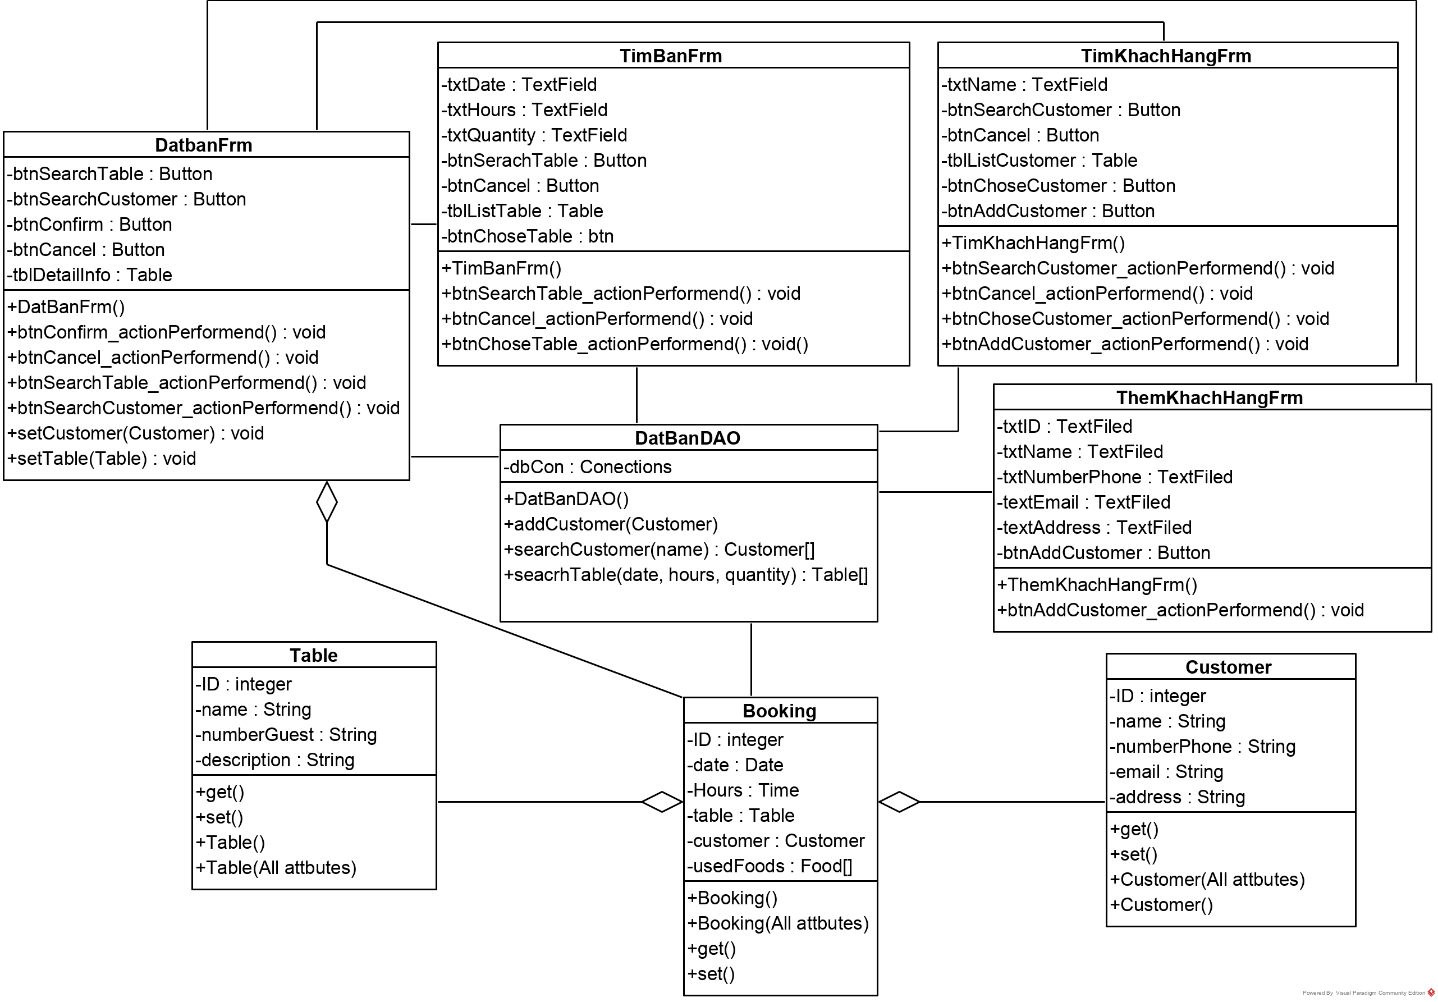 TimBanFrm
-txtDate : TextField
-txtHours : TextField
-txtQuantity : TextField
-btnSerachTable : Button
-btnCancel : Button
-tblListTable : Table
-btnChoseTable : btn
+TimBanFrm()
+btnSearchTable_actionPerformend() : void
+btnCancel_actionPerformend() : void
+btnChoseTable_actionPerformend() : void()
TimKhachHangFrm
-txtName : TextField
-btnSearchCustomer : Button
-btnCancel : Button
-tblListCustomer : Table
-btnChoseCustomer : Button
-btnAddCustomer : Button
+TimKhachHangFrm()
+btnSearchCustomer_actionPerformend() : void
+btnCancel_actionPerformend() : void
+btnChoseCustomer_actionPerformend() : void
+btnAddCustomer_actionPerformend() : void
DatbanFrm
-btnSearchTable : Button
-btnSearchCustomer : Button
-btnConfirm : Button
-btnCancel : Button
-tblDetailInfo : Table
+DatBanFrm()
+btnConfirm_actionPerformend() : void
+btnCancel_actionPerformend() : void
+btnSearchTable_actionPerformend() : void
+btnSearchCustomer_actionPerformend() : void
+setCustomer(Customer) : void
+setTable(Table) : void
ThemKhachHangFrm
-txtID : TextFiled
-txtName : TextFiled
-txtNumberPhone : TextFiled
-textEmail : TextFiled
-textAddress : TextFiled
-btnAddCustomer : Button
+ThemKhachHangFrm()
+btnAddCustomer_actionPerformend() : void
DatBanDAO
-dbCon : Conections
+DatBanDAO()
+addCustomer(Customer)
+searchCustomer(name) : Customer[]
+seacrhTable(date, hours, quantity) : Table[]
Table
-ID : integer
-name : String
-numberGuest : String
-description : String
+get()
+set()
+Table()
+Table(All attbutes)
Booking
-ID : integer
-date : Date
-Hours : Time
-table : Table
-customer : Customer
-usedFoods : Food[]
+Booking()
+Booking(All attbutes)
+get()
+set()
Customer
-ID : integer
-name : String
-numberPhone : String
-email : String
-address : String
+get()
+set()
+Customer(All attbutes)
+Customer()
Powered By Visual Paradigm Community Edition